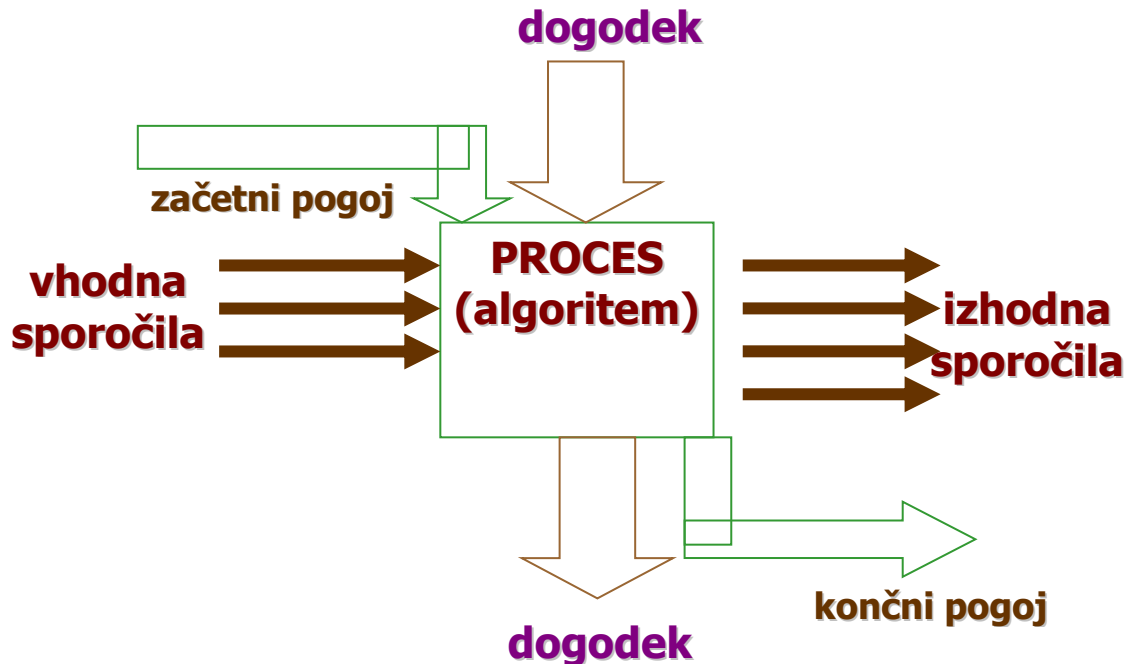 dogodek
začetni pogoj
vhodna
sporočila
PROCES
(algoritem)
izhodna
sporočila
končni pogoj
dogodek